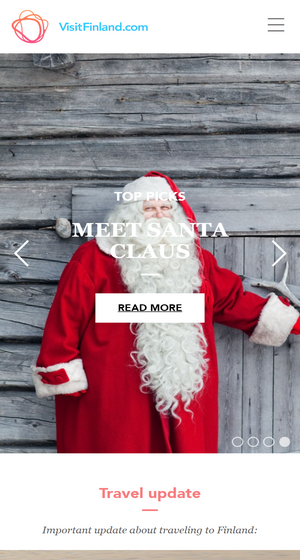 VisitFinland.com
TOP PICKS
MEET SANTA
CLAUS
READ MORE
Travel update
Important update about traveling to Finland: